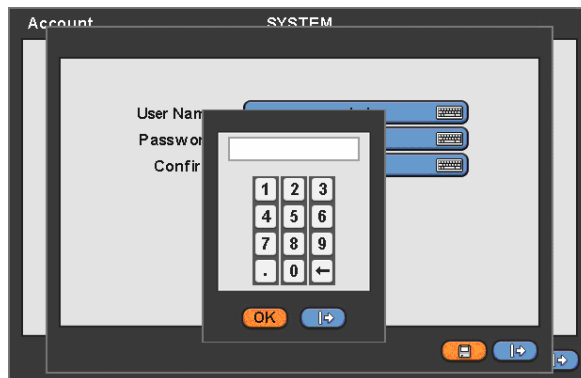 Account SYSTEM
User Nam
Passwor
Confir
1 2 3
4 5 6
7 8 9
. 0 ←
OK